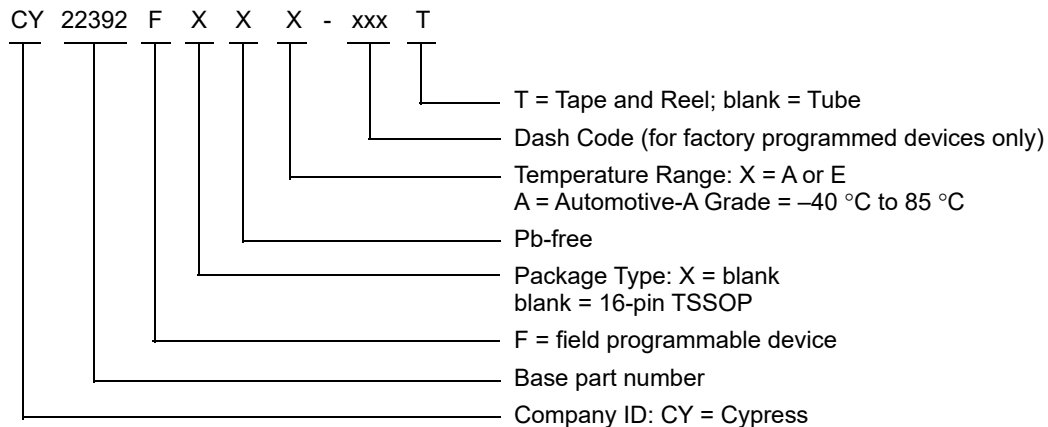 CY 22392 F X X X - xxx T
T = Tape and Reel; blank = Tube
Dash Code (for factory programmed devices only)
Temperature Range: X = A or E
A = Automotive-A Grade = –40 °C to 85 °C
Pb-free
Package Type: X = blank
blank = 16-pin TSSOP
F = field programmable device
Base part number
Company ID: CY = Cypress